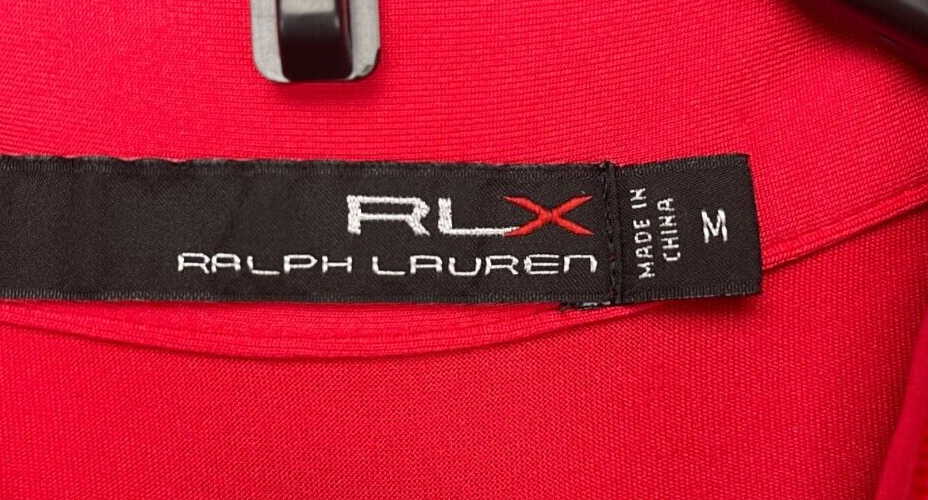 RLX
RALPH LAUREN
MADE IN
CHINA
M